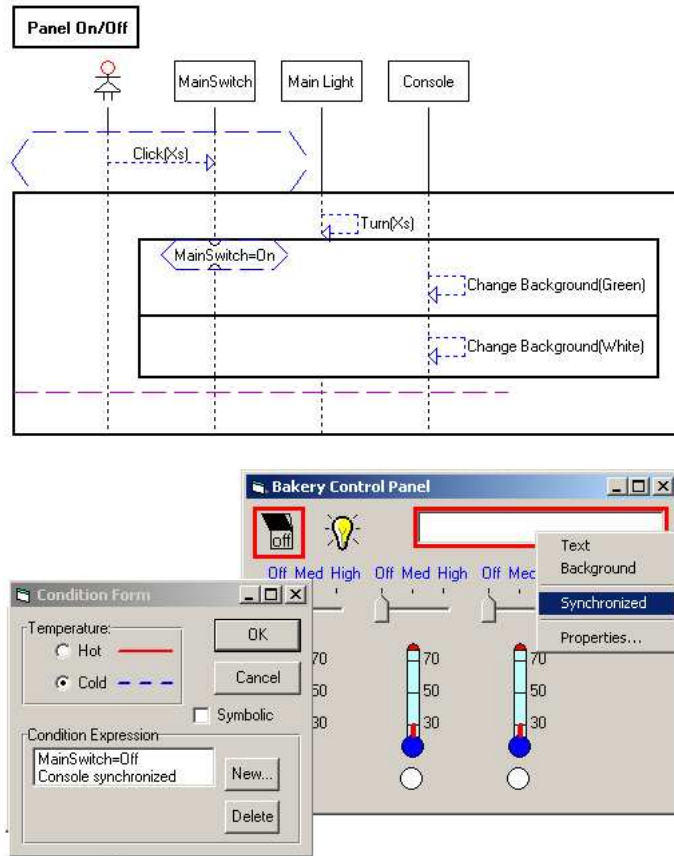 Panel On/Off
MainSwitch
Main Light
Console
Click(Xs)
Turn(Xs)
MainSwitch=On
Change Background(Green)
Change Background(White)
Bakery Control Panel
off
Text
Background
Synchronized
Properties...
Off Med High
Off Med High
Off Med
70
50
30
70
50
30
70
50
30
Condition Form
Temperature:
Hot
Cold
OK
Cancel
Symbolic
Condition Expression
MainSwitch=Off
Console synchronized
New...
Delete